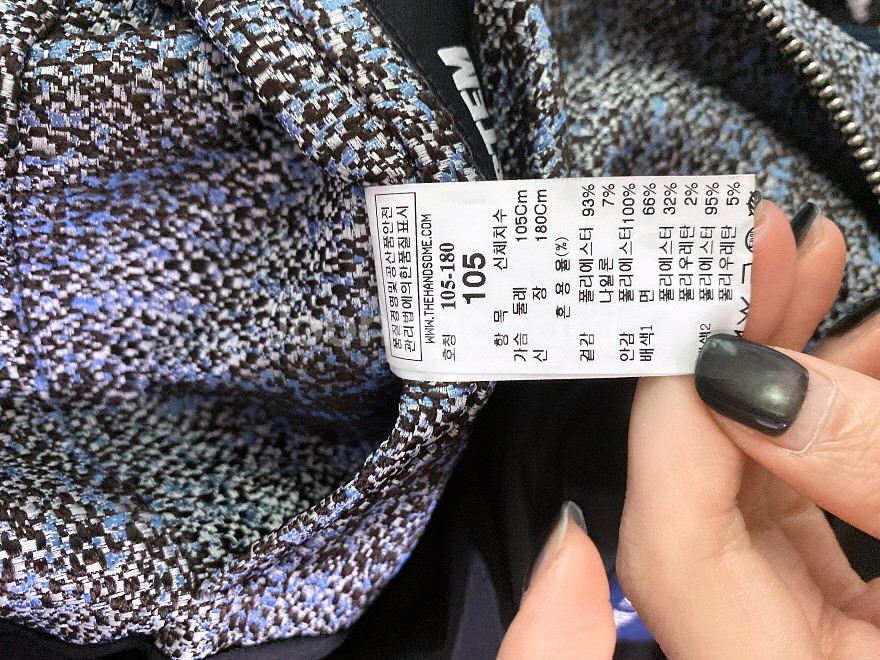 TEM
품질경영및공산품안전
관리법에의한품질표시
WWW.THEHANDSOME.COM
호칭 105-180
105
항 목 신체치수
가슴 둘레 105Cm
신 장 180Cm
혼 용 율(%)
겉감 폴리에스터 93%
나일론 7%
안감 폴리에스터100%
배색1 면 66%
폴리에스터 32%
폴리우레탄 2%
색2 폴리에스터 95%
폴리우레탄 5%